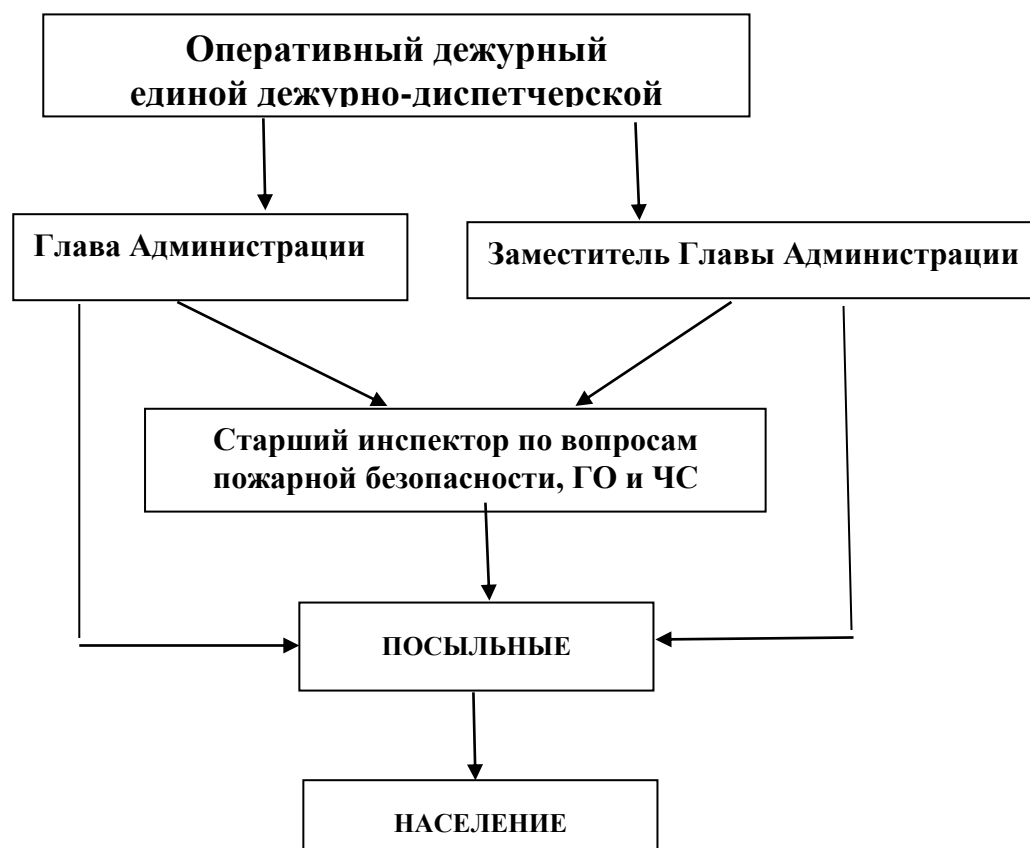 Оперативный дежурный
единой дежурно-диспетчерской
Глава Администрации
Заместитель Главы Администрации
Старший инспектор по вопросам
пожарной безопасности, ГО и ЧС
ПОСЫЛЬНЫЕ
НАСЕЛЕНИЕ